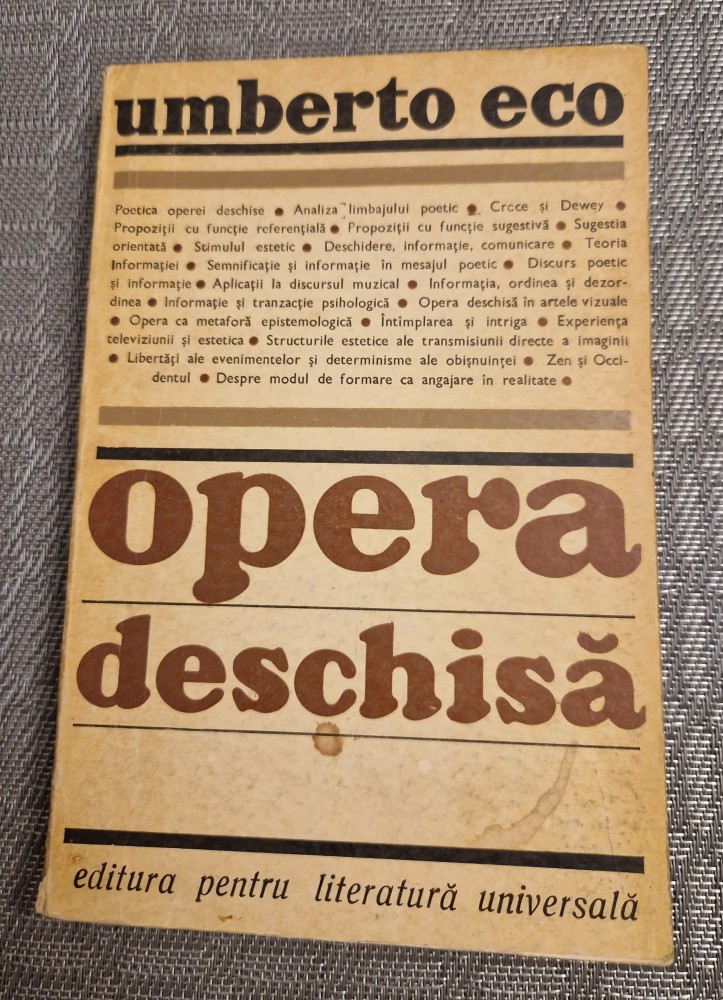 umberto eco
Poetica operei deschise ● Analiza limbajului poetic ● Croce și Dewey ●
Propoziții cu funcție referențială ● Propoziții cu funcție sugestivă ● Sugestia
orientată ● Stimulul estetic ● Deschidere, informație, comunicare ● Teoria
Informației ● Semnificație și informație în mesajul poetic ● Discurs poetic
și informație ● Aplicații la discursul muzical ● Informația, ordinea și dezor-
dinea ● Informație și tranzacție psihologică ● Opera deschisă în artele vizuale
● Opera ca metaforă epistemologică ● Întîmplarea și intriga ● Experiența
televiziunii și estetica ● Structurile estetice ale transmisiunii directe a imaginii
● Libertăți ale evenimentelor și determinisme ale obișnuinței ● Zen și Occi-
dentul ● Despre modul de formare ca angajare în realitate ●
opera
deschisă
editura pentru literatură universală